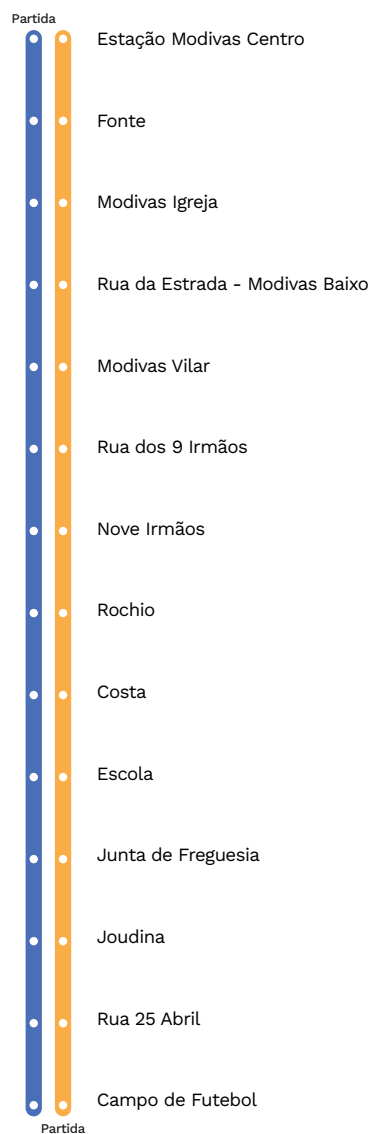 Partida
Estação Modivas Centro
Fonte
Modivas Igreja
Rua da Estrada - Modivas Baixo
Modivas Vilar
Rua dos 9 Irmãos
Nove Irmãos
Rochio
Costa
Escola
Junta de Freguesia
Joudina
Rua 25 Abril
Campo de Futebol
Partida